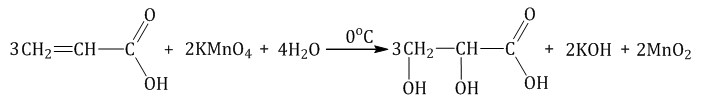 3CH₂=CH—C(=O)OH + 2KMnO₄ + 4H₂O —0°C→ 3CH₂(OH)—CH(OH)—C(=O)OH + 2KOH + 2MnO₂